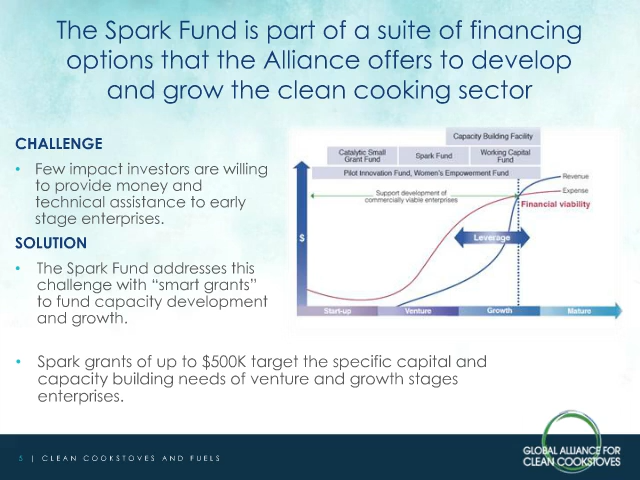 The Spark Fund is part of a suite of financing
options that the Alliance offers to develop
and grow the clean cooking sector
CHALLENGE
• Few impact investors are willing
to provide money and
technical assistance to early
stage enterprises.
SOLUTION
• The Spark Fund addresses this
challenge with “smart grants”
to fund capacity development
and growth.
• Spark grants of up to $500K target the specific capital and
capacity building needs of venture and growth stages
enterprises.
Capacity Building Facility
Catalytic Small
Grant Fund
Spark Fund
Working Capital
Fund
Pilot Innovation Fund, Women's Empowerment Fund
Revenue
Expense
Support development of
commercially viable enterprises
Financial viability
$
Leverage
Start-up
Venture
Growth
Mature
5 | CLEAN COOKSTOVES AND FUELS
GLOBAL ALLIANCE FOR
CLEAN COOKSTOVES